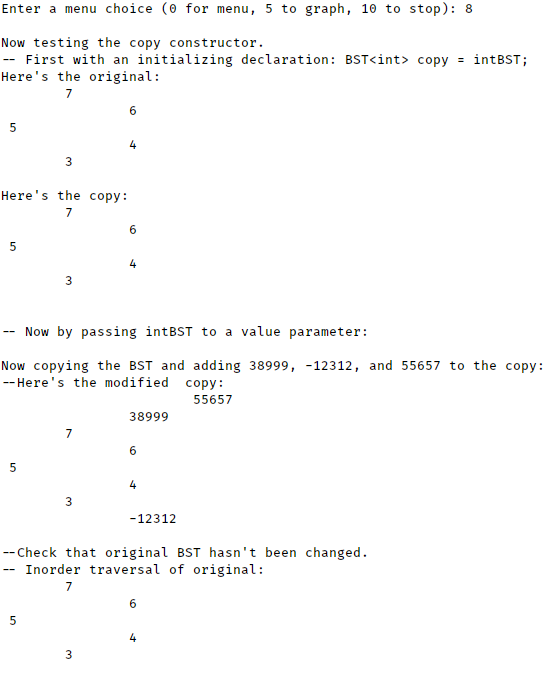 Enter a menu choice (0 for menu, 5 to graph, 10 to stop): 8

Now testing the copy constructor.
-- First with an initializing declaration: BST<int> copy = intBST;
Here's the original:
        7
                6
 5
                4
        3

Here's the copy:
        7
                6
 5
                4
        3


-- Now by passing intBST to a value parameter:

Now copying the BST and adding 38999, -12312, and 55657 to the copy:
--Here's the modified  copy:
                        55657
                38999
        7
                6
 5
                4
        3
                -12312

--Check that original BST hasn't been changed.
-- Inorder traversal of original:
        7
                6
 5
                4
        3